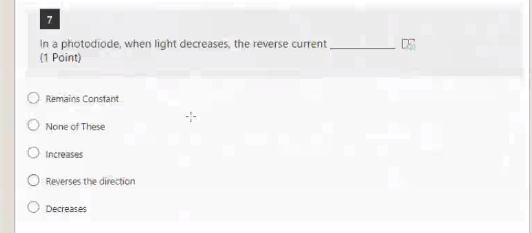 7
In a photodiode, when light decreases, the reverse current __________
(1 Point)
Remains Constant
None of These
Increases
Reverses the direction
Decreases